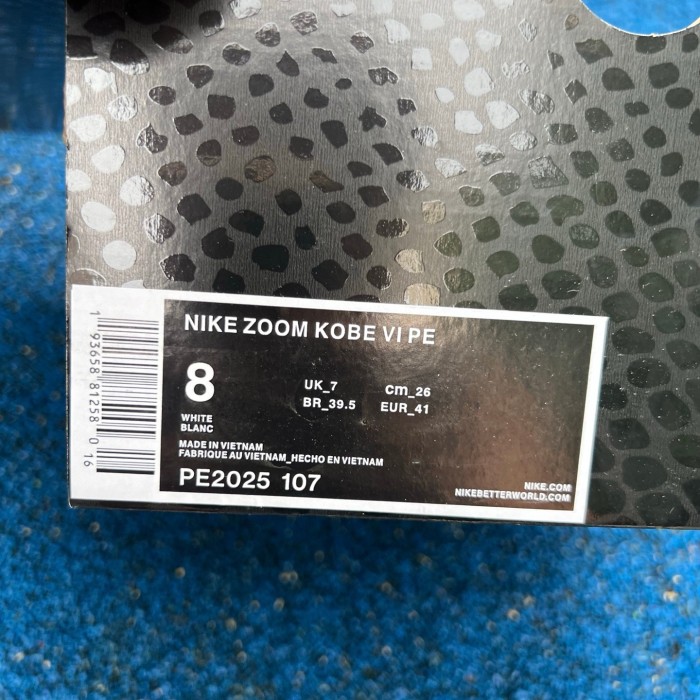 NIKE ZOOM KOBE VI PE
8
UK_7 Cm_26
BR_39.5 EUR_41
WHITE
BLANC
MADE IN VIETNAM
FABRIQUE AU VIETNAM_HECHO EN VIETNAM
PE2025 107
NIKE.COM
NIKEBETTERWORLD.COM
1 93658 81258 0 16